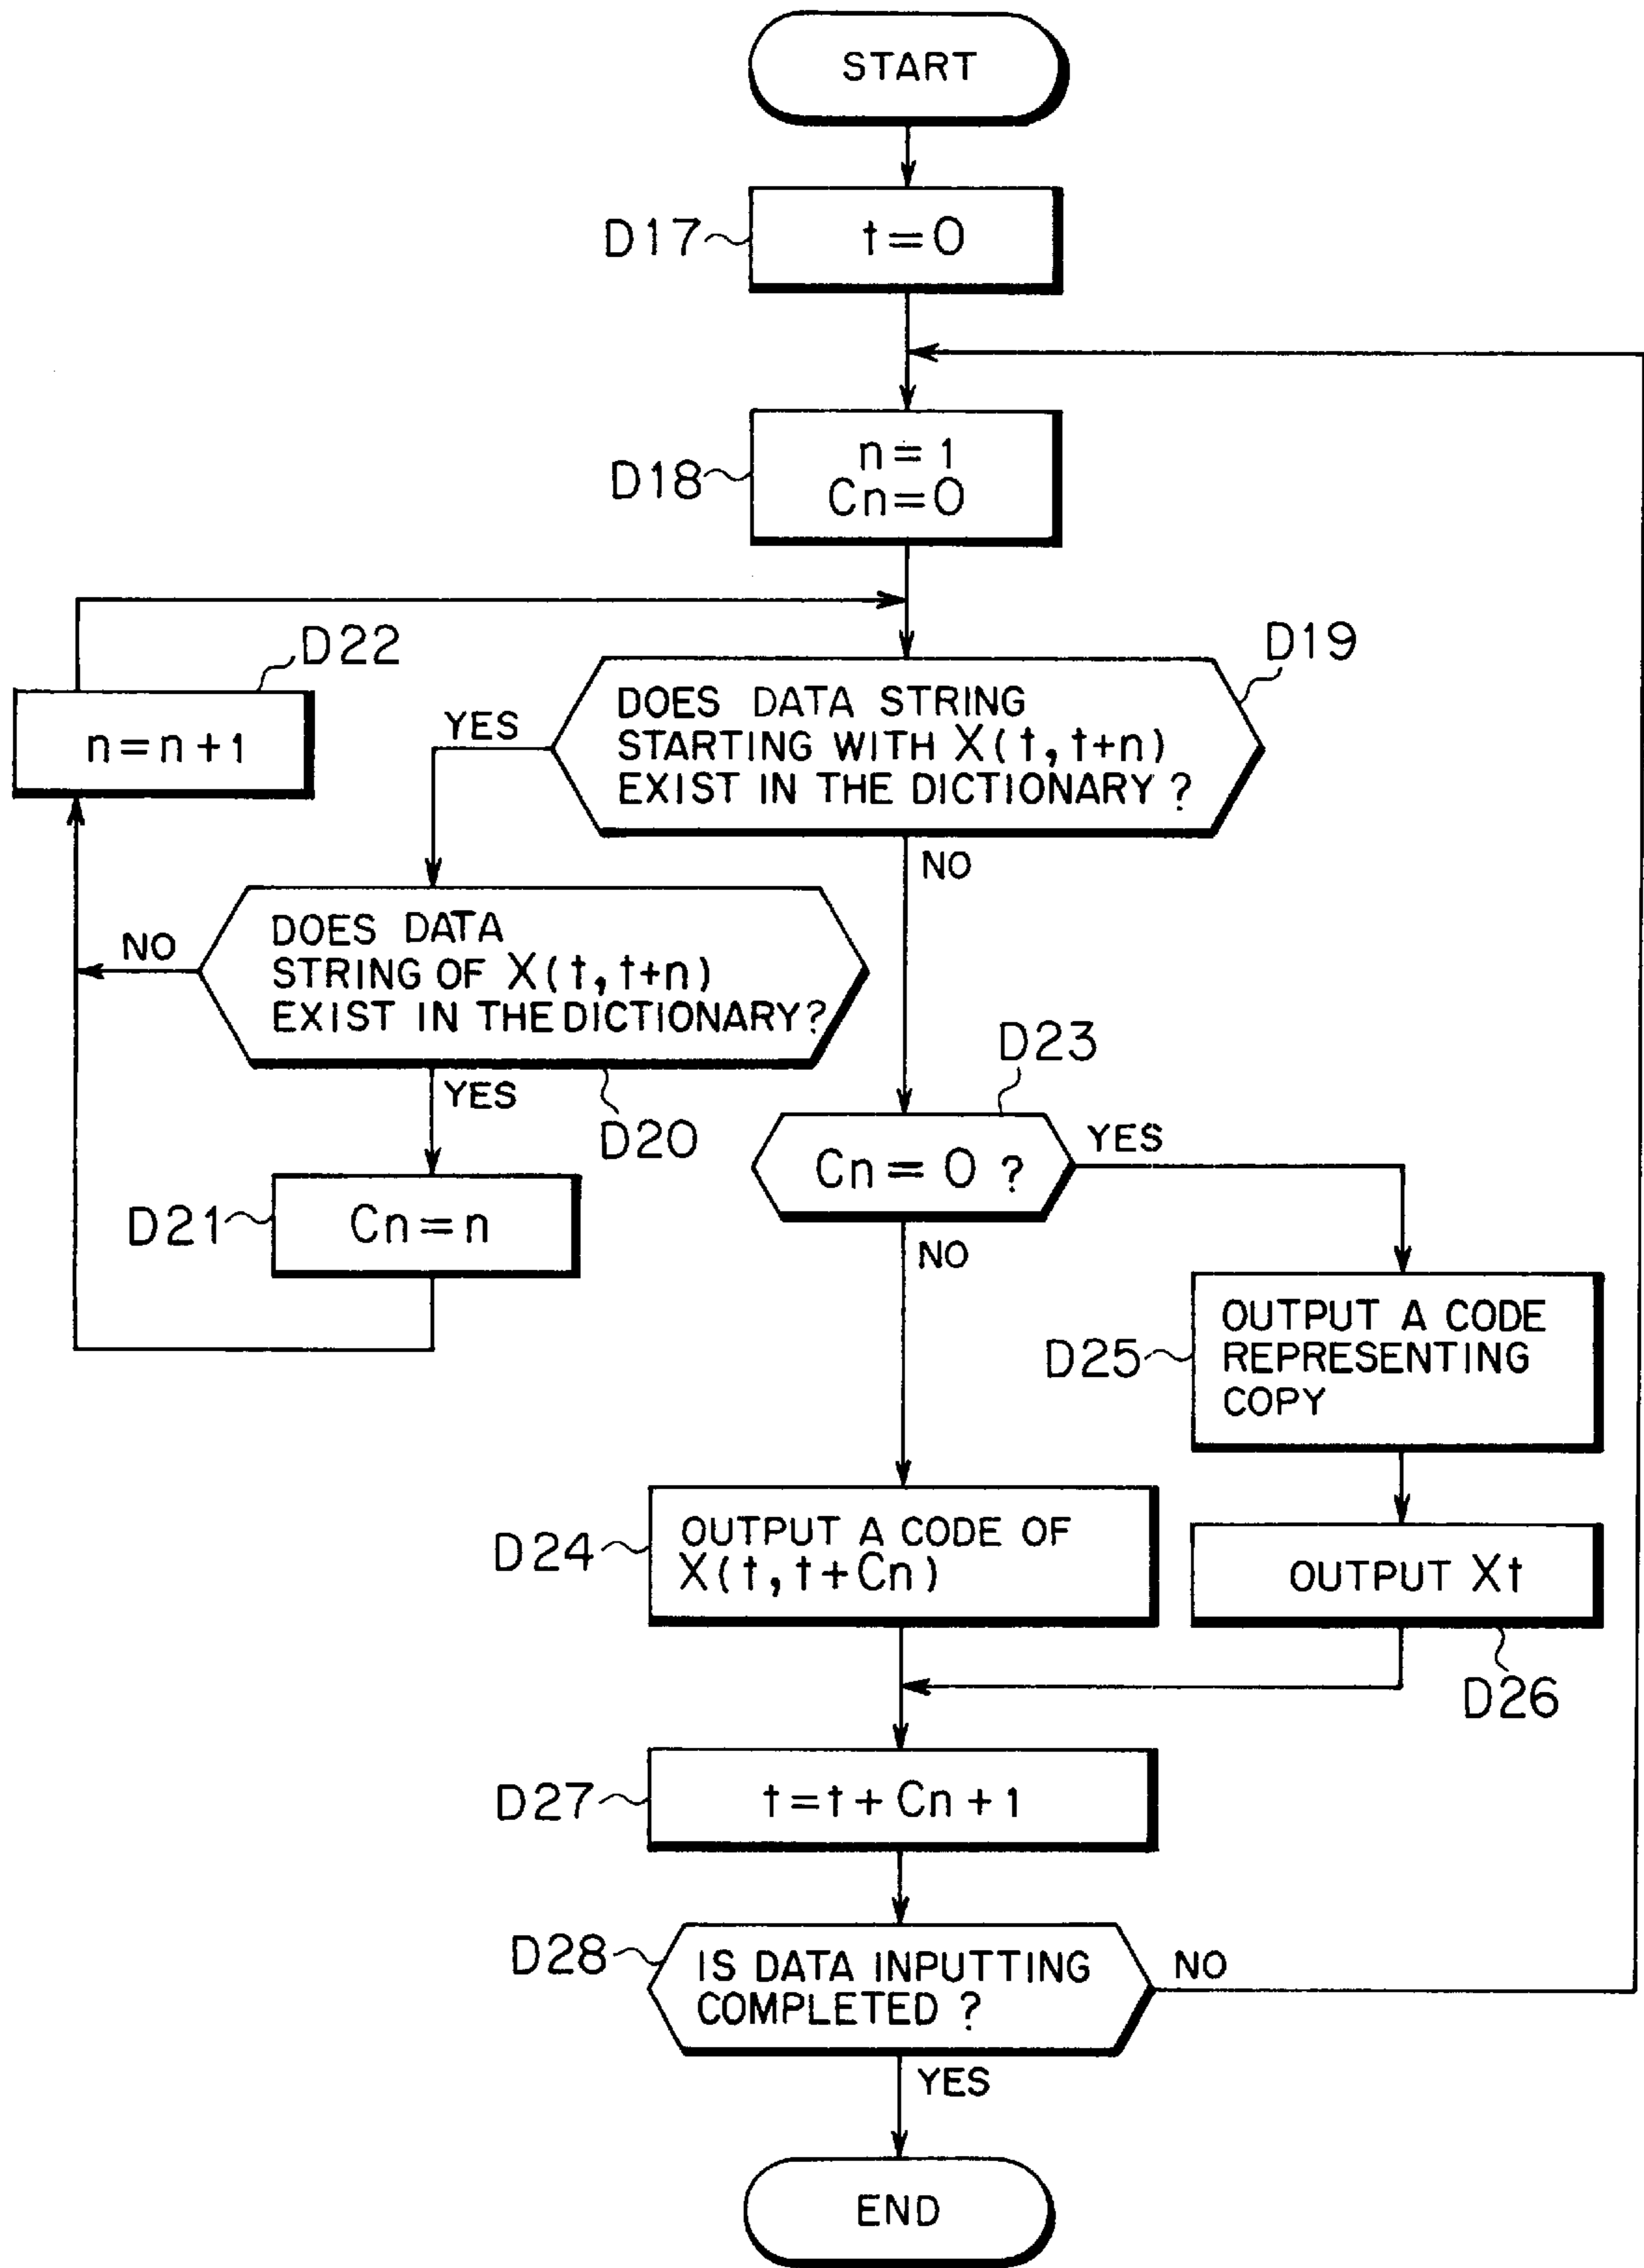 START
D17
t=0
D18
n=1
Cn=0
D22
n=n+1
D19
YES
DOES DATA STRING
STARTING WITH X(t,t+n)
EXIST IN THE DICTIONARY ?
NO
NO
DOES DATA
STRING OF X(t,t+n)
EXIST IN THE DICTIONARY?
YES
D20
D23
Cn=0 ?
YES
NO
D21
Cn=n
D25
OUTPUT A CODE
REPRESENTING
COPY
D24
OUTPUT A CODE OF
X(t,t+Cn)
OUTPUT Xt
D26
D27
t=t+Cn+1
D28
IS DATA INPUTTING
COMPLETED ?
NO
YES
END